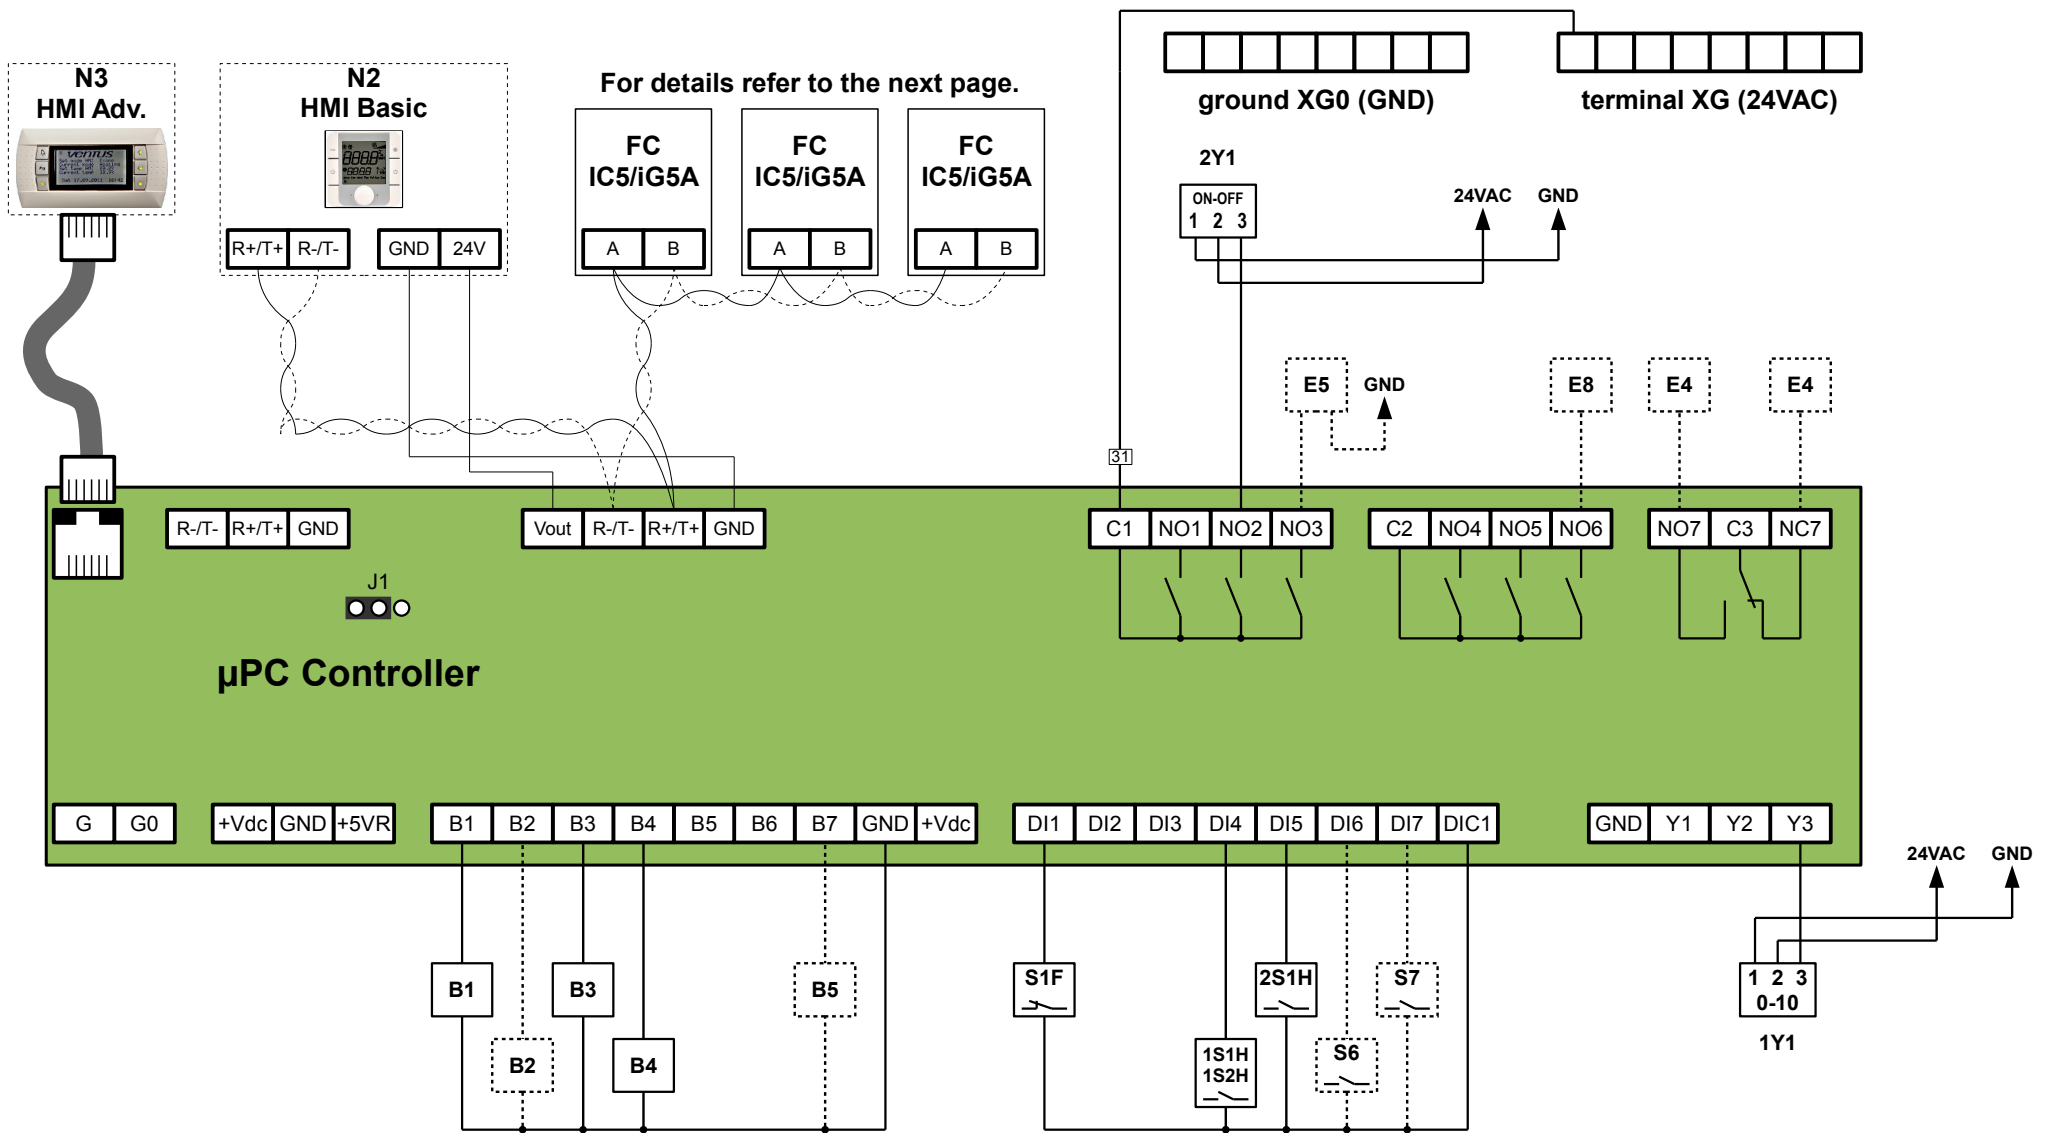 N3
HMI Adv.
VENTUS
N2
HMI Basic
R+/T+ R-/T- GND 24V
For details refer to the next page.
FC
IC5/iG5A
A B
FC
IC5/iG5A
A B
FC
IC5/iG5A
A B
ground XG0 (GND)
terminal XG (24VAC)
2Y1
ON-OFF
1 2 3
24VAC GND
E5 GND E8 E4 E4
31
R-/T- R+/T+ GND
Vout R-/T- R+/T+ GND
C1 NO1 NO2 NO3
C2 NO4 NO5 NO6
NO7 C3 NC7
J1
µPC Controller
G G0
+Vdc GND +5VR
B1 B2 B3 B4 B5 B6 B7 GND +Vdc
DI1 DI2 DI3 DI4 DI5 DI6 DI7 DIC1
GND Y1 Y2 Y3
24VAC GND
B1 B3 B5
S1F 2S1H S7
1 2 3
0-10
1Y1
B2 B4
1S1H
1S2H
S6